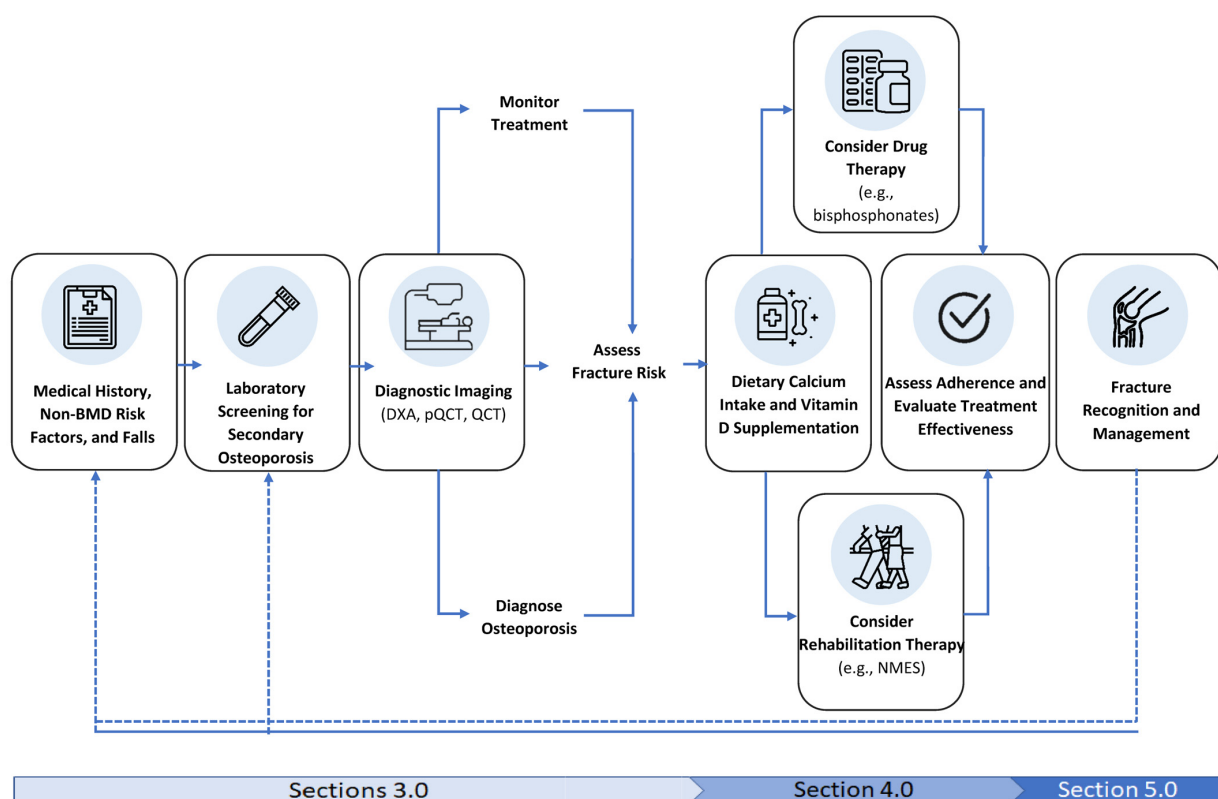 Monitor
Treatment
Consider Drug
Therapy
(e.g.,
bisphosphonates)
Medical History,
Non-BMD Risk
Factors, and Falls
Laboratory
Screening for
Secondary
Osteoporosis
Diagnostic Imaging
(DXA, pQCT, QCT)
Assess
Fracture Risk
Dietary Calcium
Intake and Vitamin
D Supplementation
Assess Adherence and
Evaluate Treatment
Effectiveness
Fracture
Recognition and
Management
Diagnose
Osteoporosis
Consider
Rehabilitation Therapy
(e.g., NMES)
Sections 3.0
Section 4.0
Section 5.0